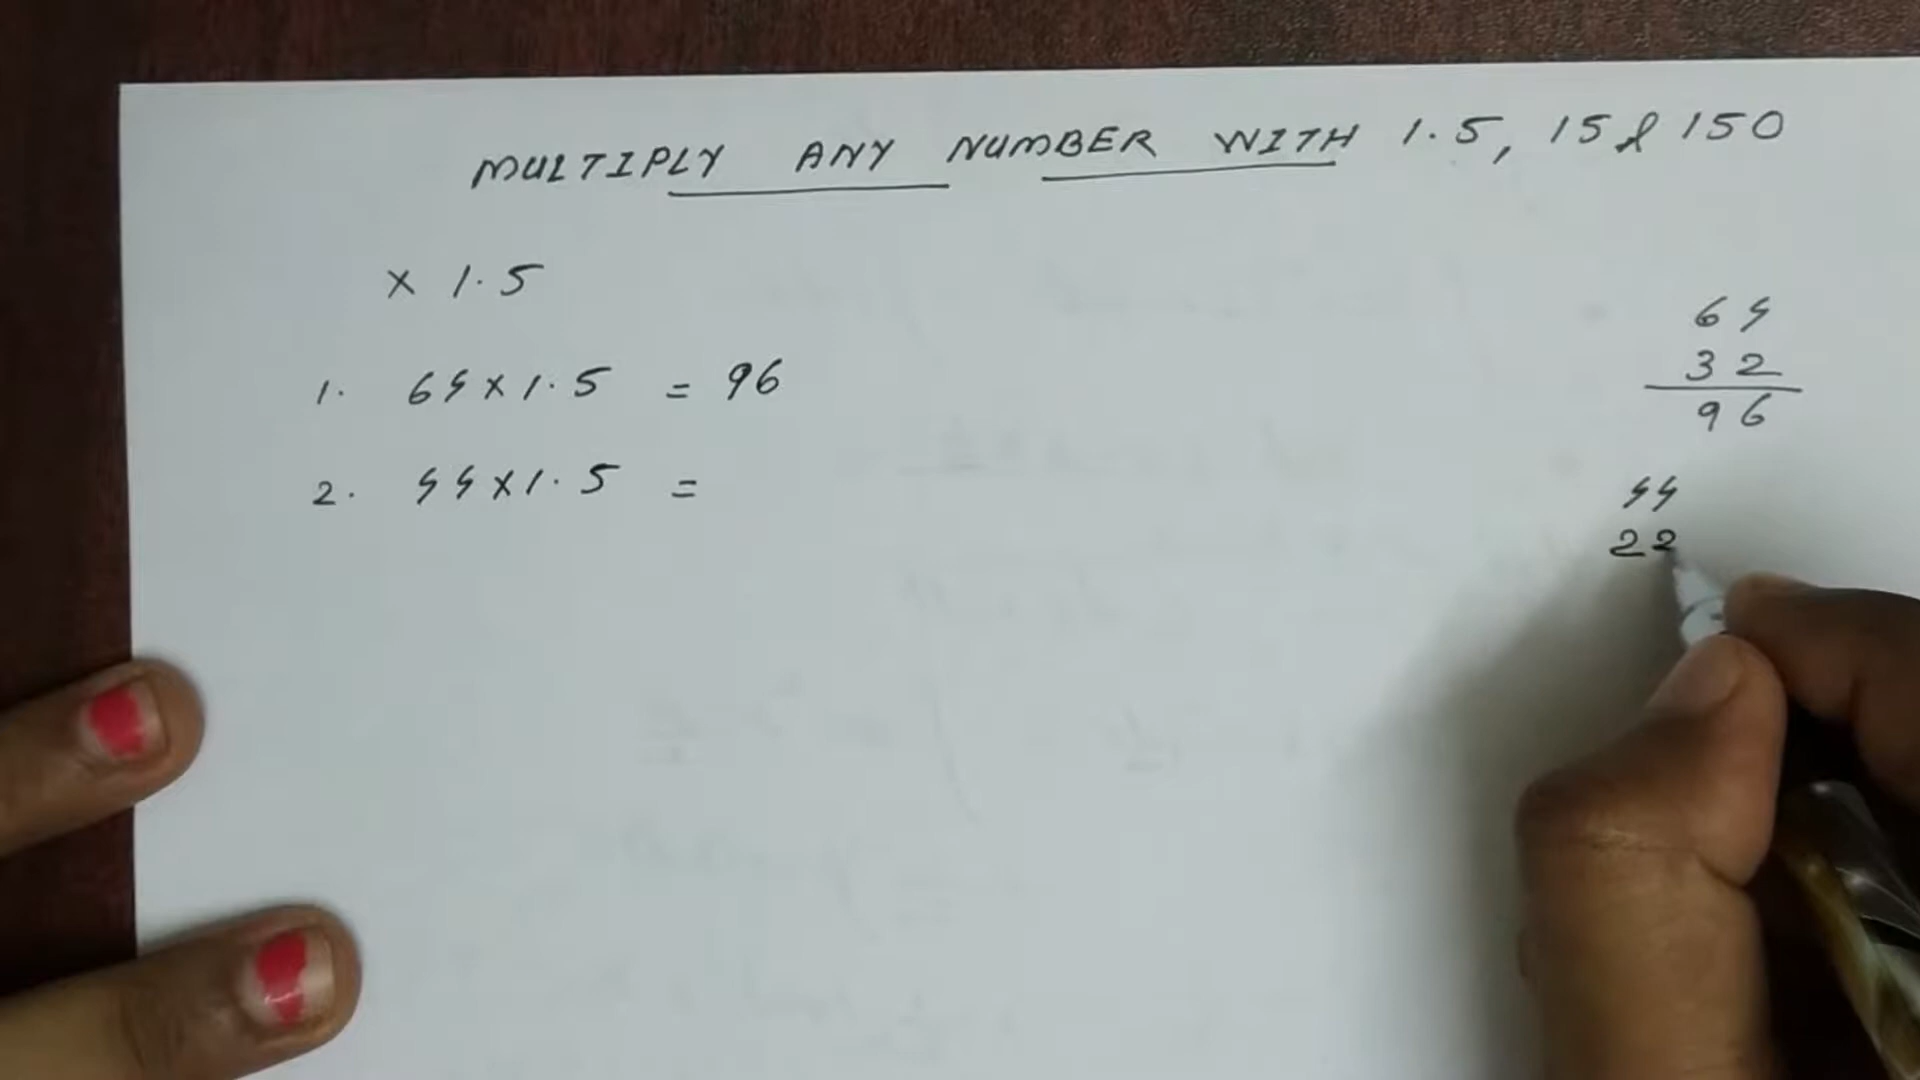 MULTIPLY ANY NUMBER WITH 1.5, 15 & 150
× 1.5
1. 64 × 1.5 = 96
2. 44 × 1.5 =
64
32
96
44
22